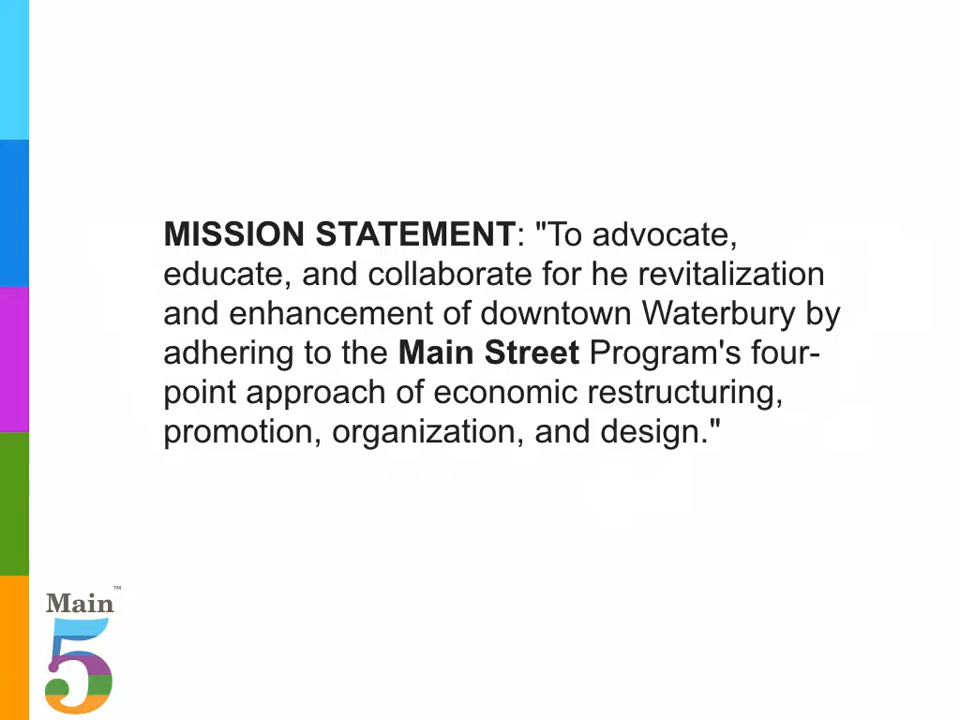 MISSION STATEMENT: "To advocate,
educate, and collaborate for he revitalization
and enhancement of downtown Waterbury by
adhering to the Main Street Program's four-
point approach of economic restructuring,
promotion, organization, and design."
Main™
5